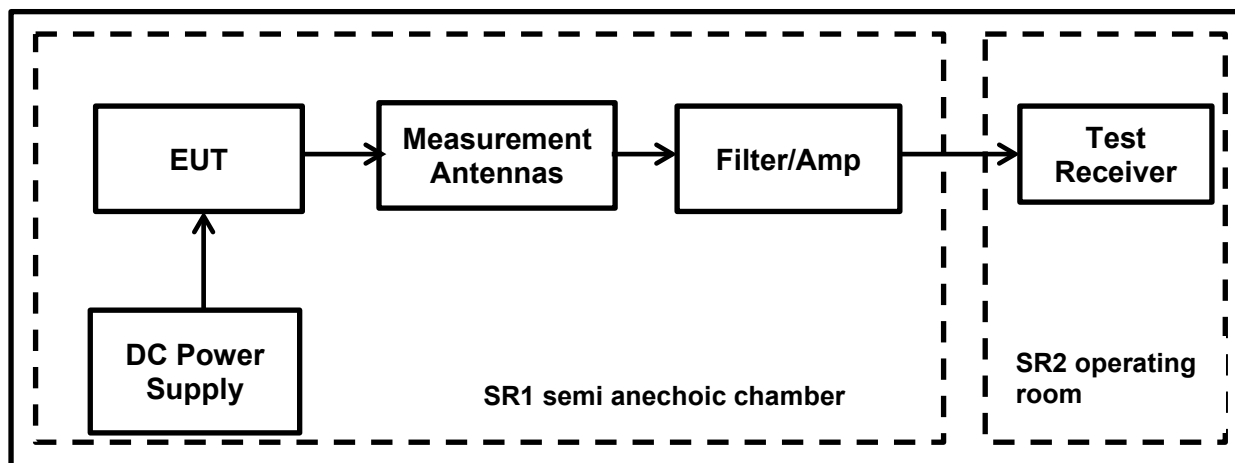 EUT
Measurement
Antennas
Filter/Amp
Test
Receiver
DC Power
Supply
SR1 semi anechoic chamber
SR2 operating
room